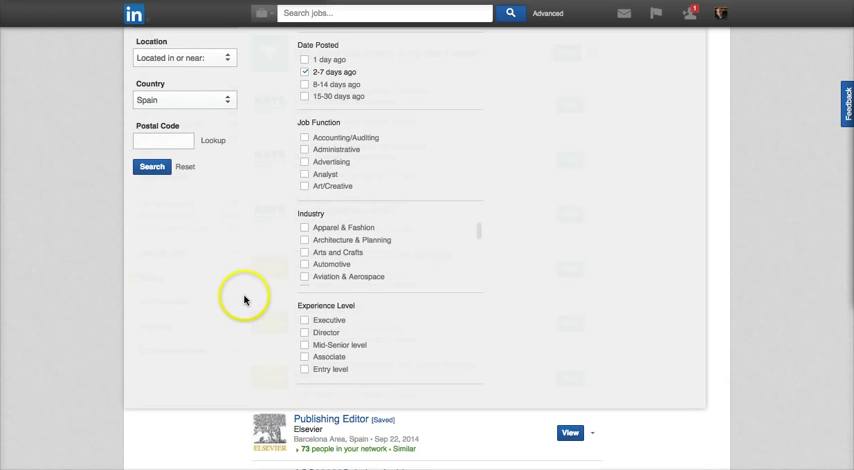 in
Search jobs...
Advanced
1
Location
Located in or near:
Country
Spain
Postal Code
Lookup
Search
Reset
Date Posted
1 day ago
2-7 days ago
8-14 days ago
15-30 days ago
Job Function
Accounting/Auditing
Administrative
Advertising
Analyst
Art/Creative
Industry
Apparel & Fashion
Architecture & Planning
Arts and Crafts
Automotive
Aviation & Aerospace
Experience Level
Executive
Director
Mid-Senior level
Associate
Entry level
Feedback
Publishing Editor [Saved]
Elsevier
Barcelona Area, Spain • Sep 22, 2014
73 people in your network • Similar
ELSEVIER
View